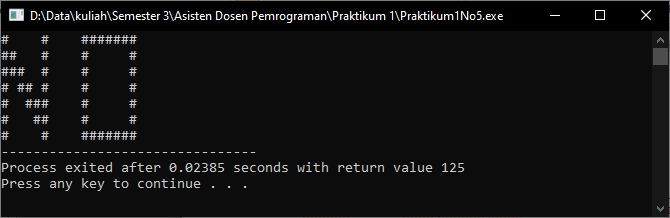 D:\Data\kuliah\Semester 3\Asisten Dosen Pemrograman\Praktikum 1\Praktikum1No5.exe
#    #    #######
##   #    #     #
###  #    #     #
# ## #    #     #
#  ###    #     #
#   ##    #     #
#    #    #######
--------------------------------
Process exited after 0.02385 seconds with return value 125
Press any key to continue . . .